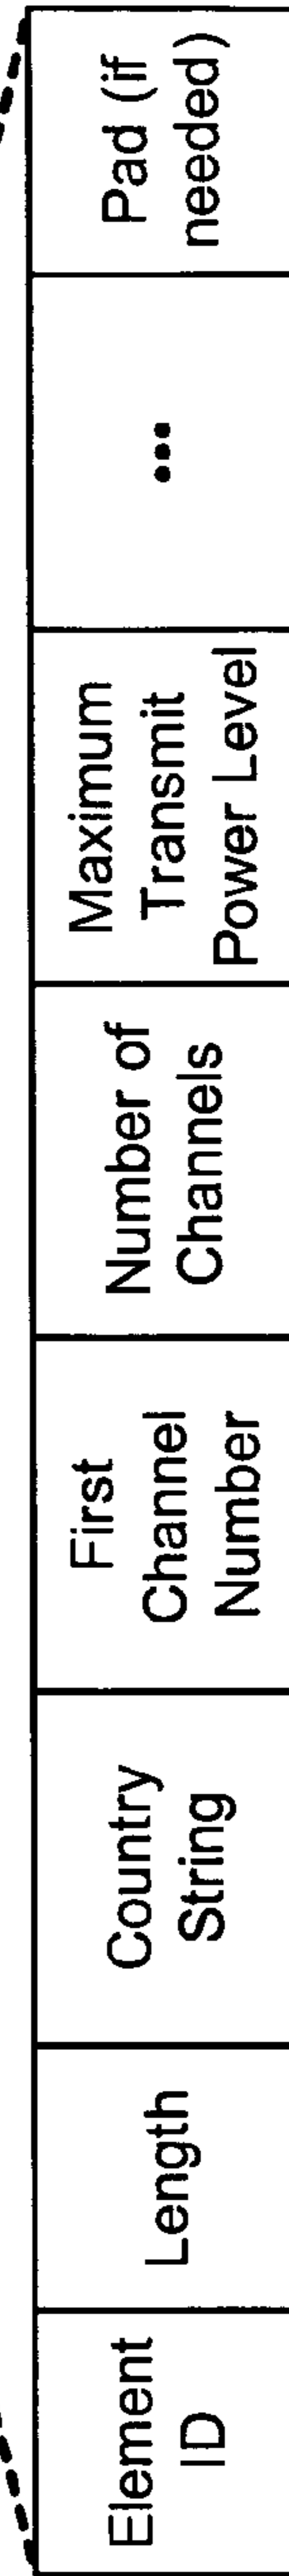 Element
ID
Length
Country
String
First
Channel
Number
Number of
Channels
Maximum
Transmit
Power Level
...
Pad (if
needed)